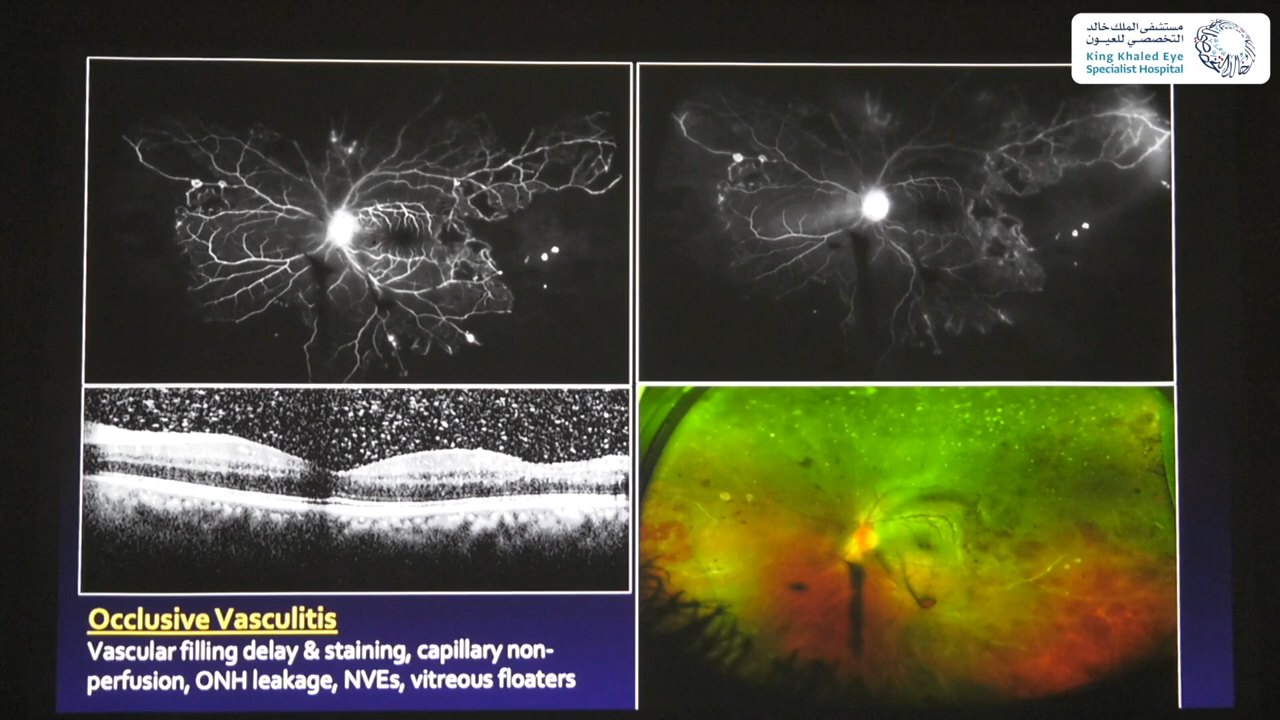 مستشفى الملك خالد
التخصصي للعيــون
King Khaled Eye
Specialist Hospital
Occlusive Vasculitis
Vascular filling delay & staining, capillary non-
perfusion, ONH leakage, NVEs, vitreous floaters